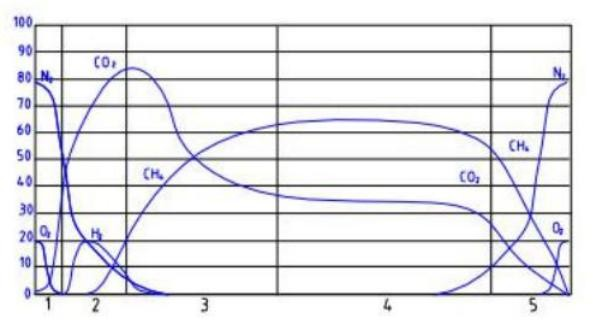 100
90
80
70
60
50
40
30
20
10
0
N₂
O₂
CO₂
H₂
CH₄
CO₂
CH₄
N₂
O₂
1 2 3 4 5